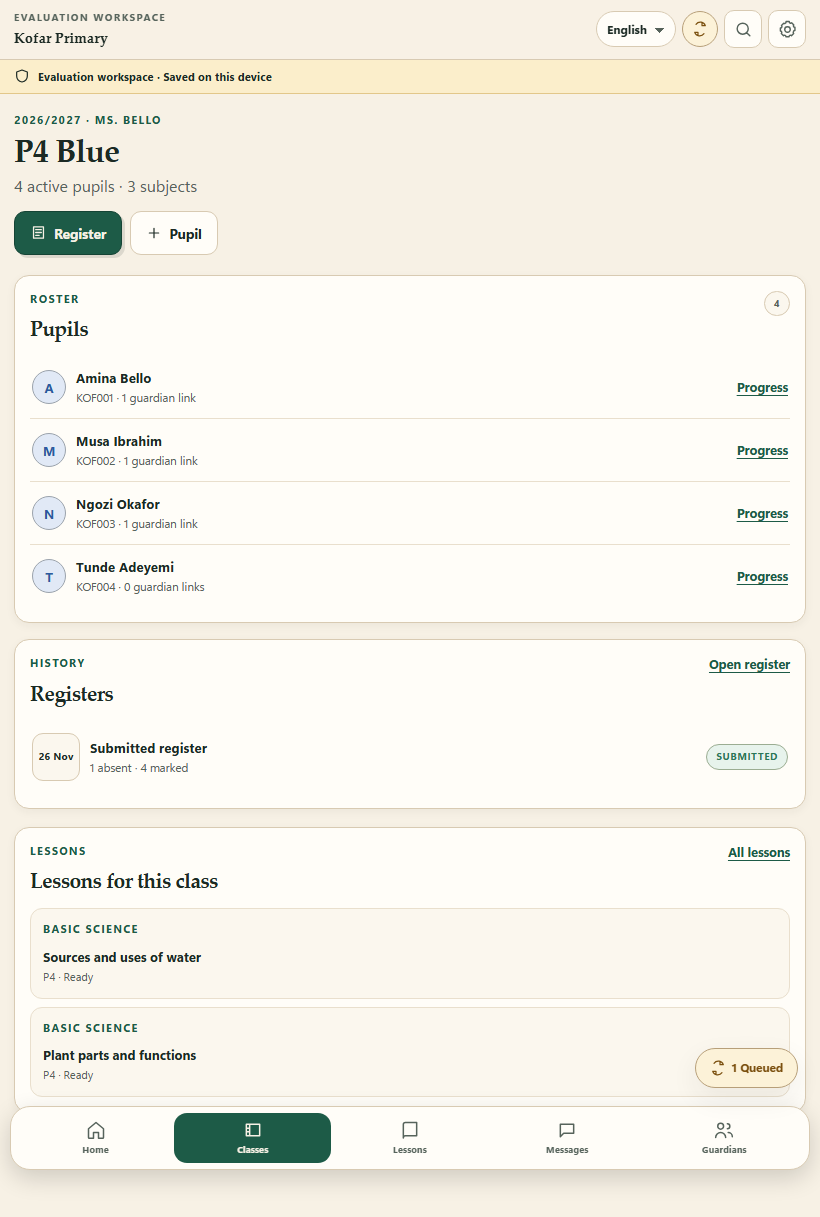 EVALUATION WORKSPACE
Kofar Primary
English
Evaluation workspace · Saved on this device
2026/2027 · MS. BELLO
P4 Blue
4 active pupils · 3 subjects
Register
Pupil
ROSTER
4
Pupils
A
Amina Bello
KOF001 · 1 guardian link
Progress
M
Musa Ibrahim
KOF002 · 1 guardian link
Progress
N
Ngozi Okafor
KOF003 · 1 guardian link
Progress
T
Tunde Adeyemi
KOF004 · 0 guardian links
Progress
HISTORY
Open register
Registers
26 Nov
Submitted register
1 absent · 4 marked
SUBMITTED
LESSONS
All lessons
Lessons for this class
BASIC SCIENCE
Sources and uses of water
P4 · Ready
BASIC SCIENCE
Plant parts and functions
P4 · Ready
1 Queued
Home
Classes
Lessons
Messages
Guardians